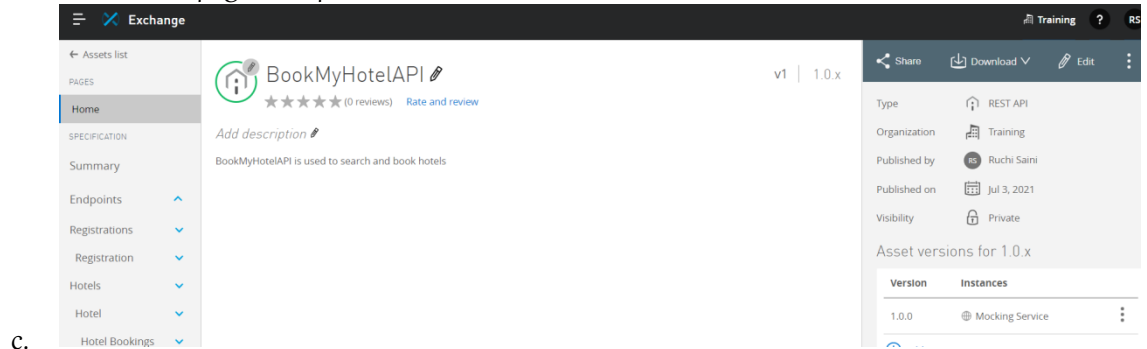 Exchange
Training ? RS
← Assets list
PAGES
Home
SPECIFICATION
Summary
Endpoints
Registrations
Registration
Hotels
Hotel
Hotel Bookings
BookMyHotelAPI
v1 | 1.0.x
(0 reviews) Rate and review
Add description
BookMyHotelAPI is used to search and book hotels
Share Download Edit
Type REST API
Organization Training
Published by RS Ruchi Saini
Published on Jul 3, 2021
Visibility Private
Asset versions for 1.0.x
Version Instances
1.0.0 Mocking Service
c.